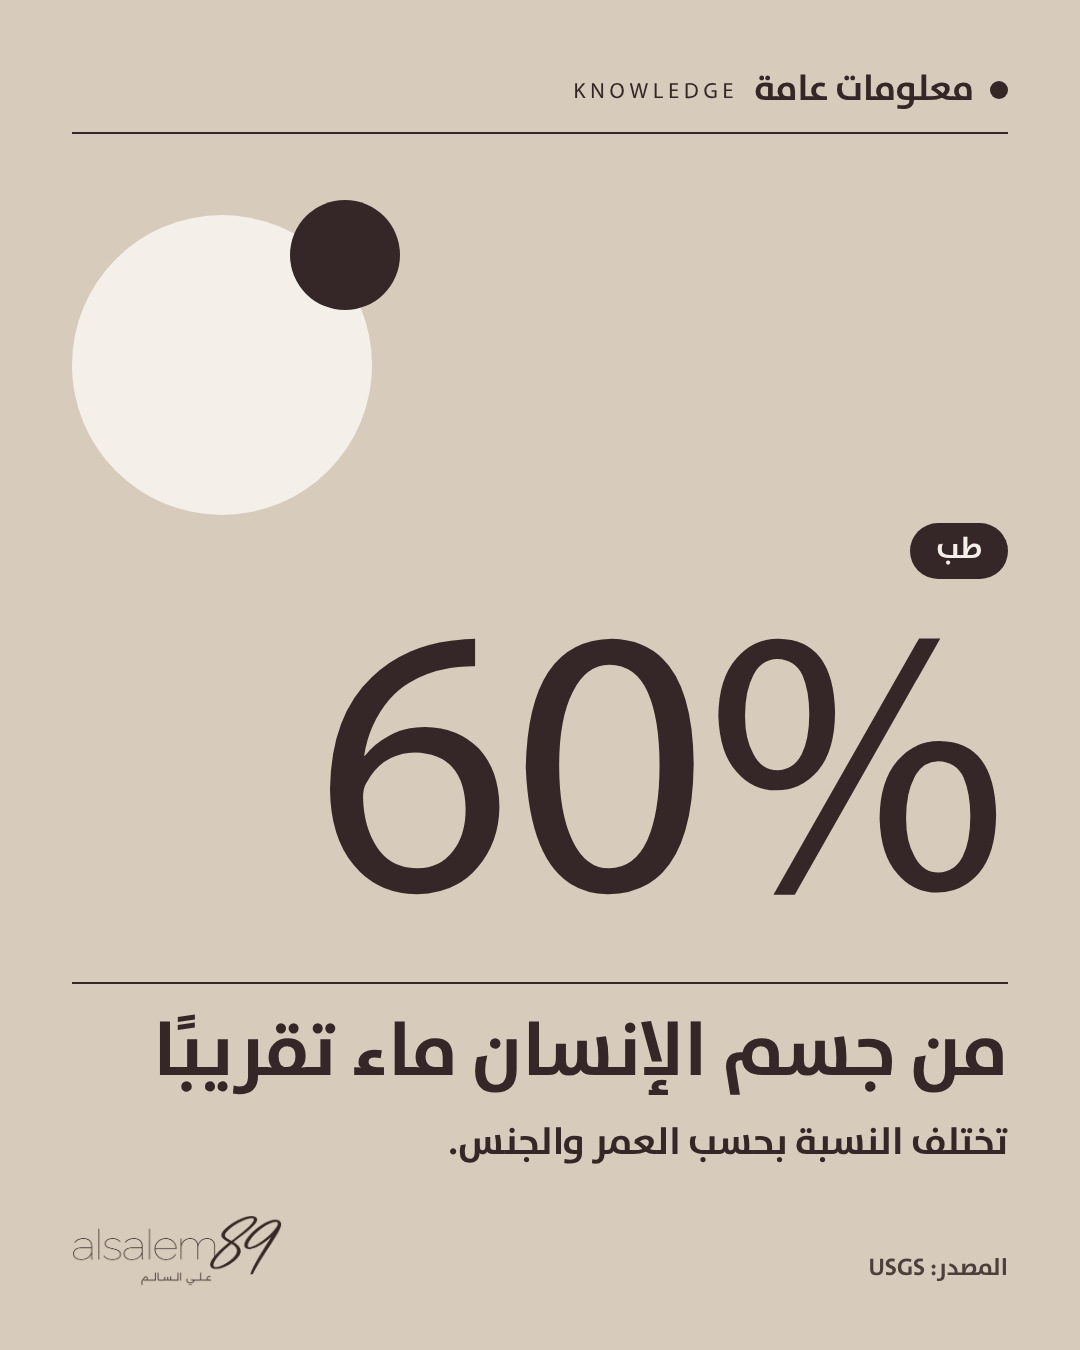 معلومات عامة KNOWLEDGE
طب
60%
من جسم الإنسان ماء تقريبًا
تختلف النسبة بحسب العمر والجنس.
المصدر: USGS
alsalem89
علي السالم